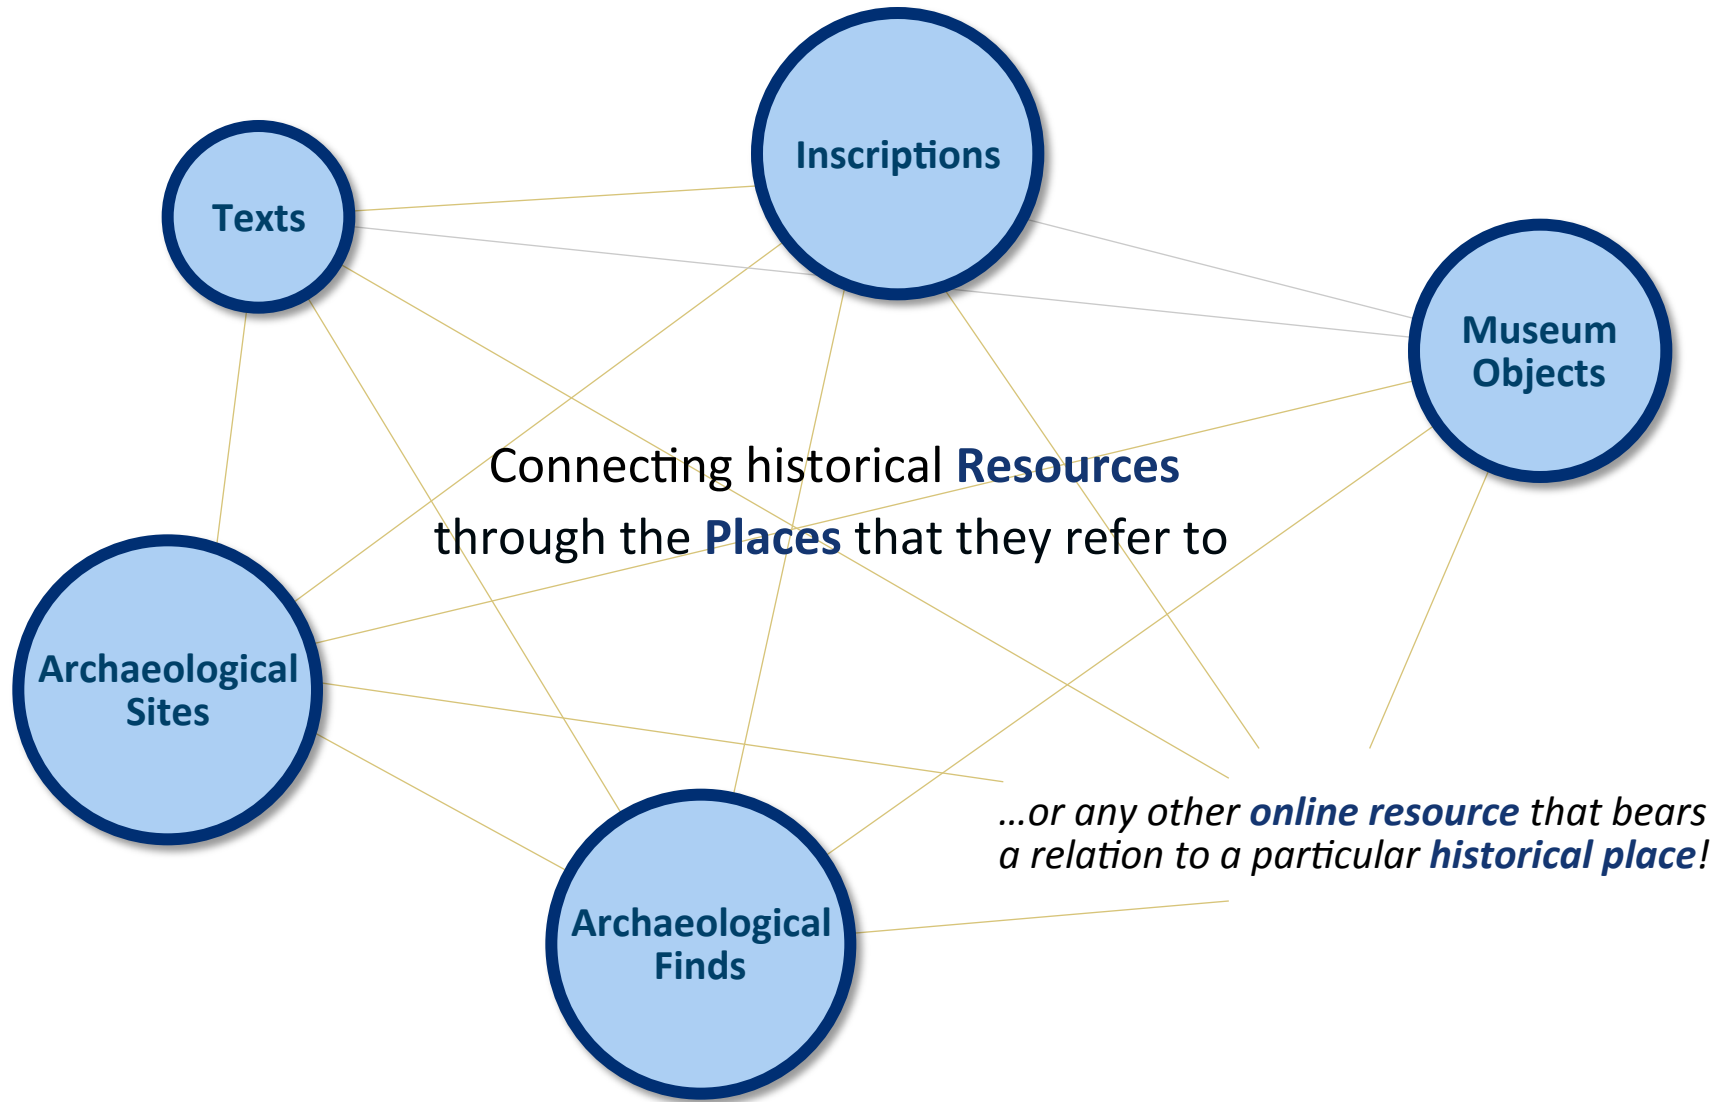 Inscriptions
Texts
Museum
Objects
Connecting historical Resources
through the Places that they refer to
Archaeological
Sites
...or any other online resource that bears
a relation to a particular historical place!
Archaeological
Finds